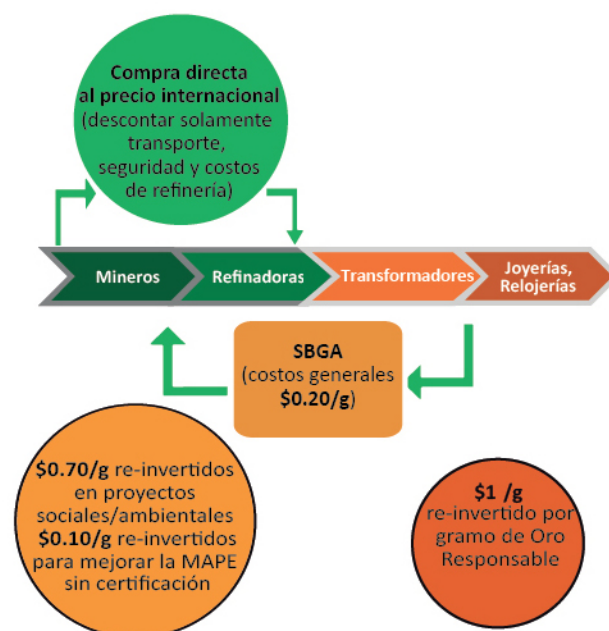 Compra directa
al precio internacional
(descontar solamente
transporte,
seguridad y costos
de refinería)
Mineros
Refinadoras
Transformadores
Joyerías,
Relojerías
SBGA
(costos generales
$0.20/g)
$0.70/g re-invertidos
en proyectos
sociales/ambientales
$0.10/g re-invertidos
para mejorar la MAPE
sin certificación
$1 /g
re-invertido por
gramo de Oro
Responsable